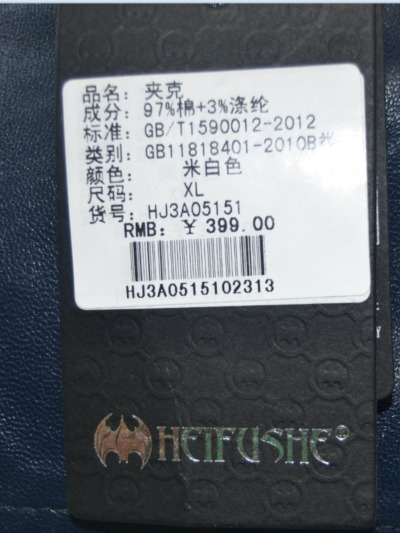 品名: 夹克
成分: 97%棉+3%涤纶
标准: GB/T1590012-2012
类别: GB11818401-2010B类
颜色: 米白色
尺码: XL
货号: HJ3A05151
RMB: ¥ 399.00
HJ3A0515102313
HEIFUSHE®